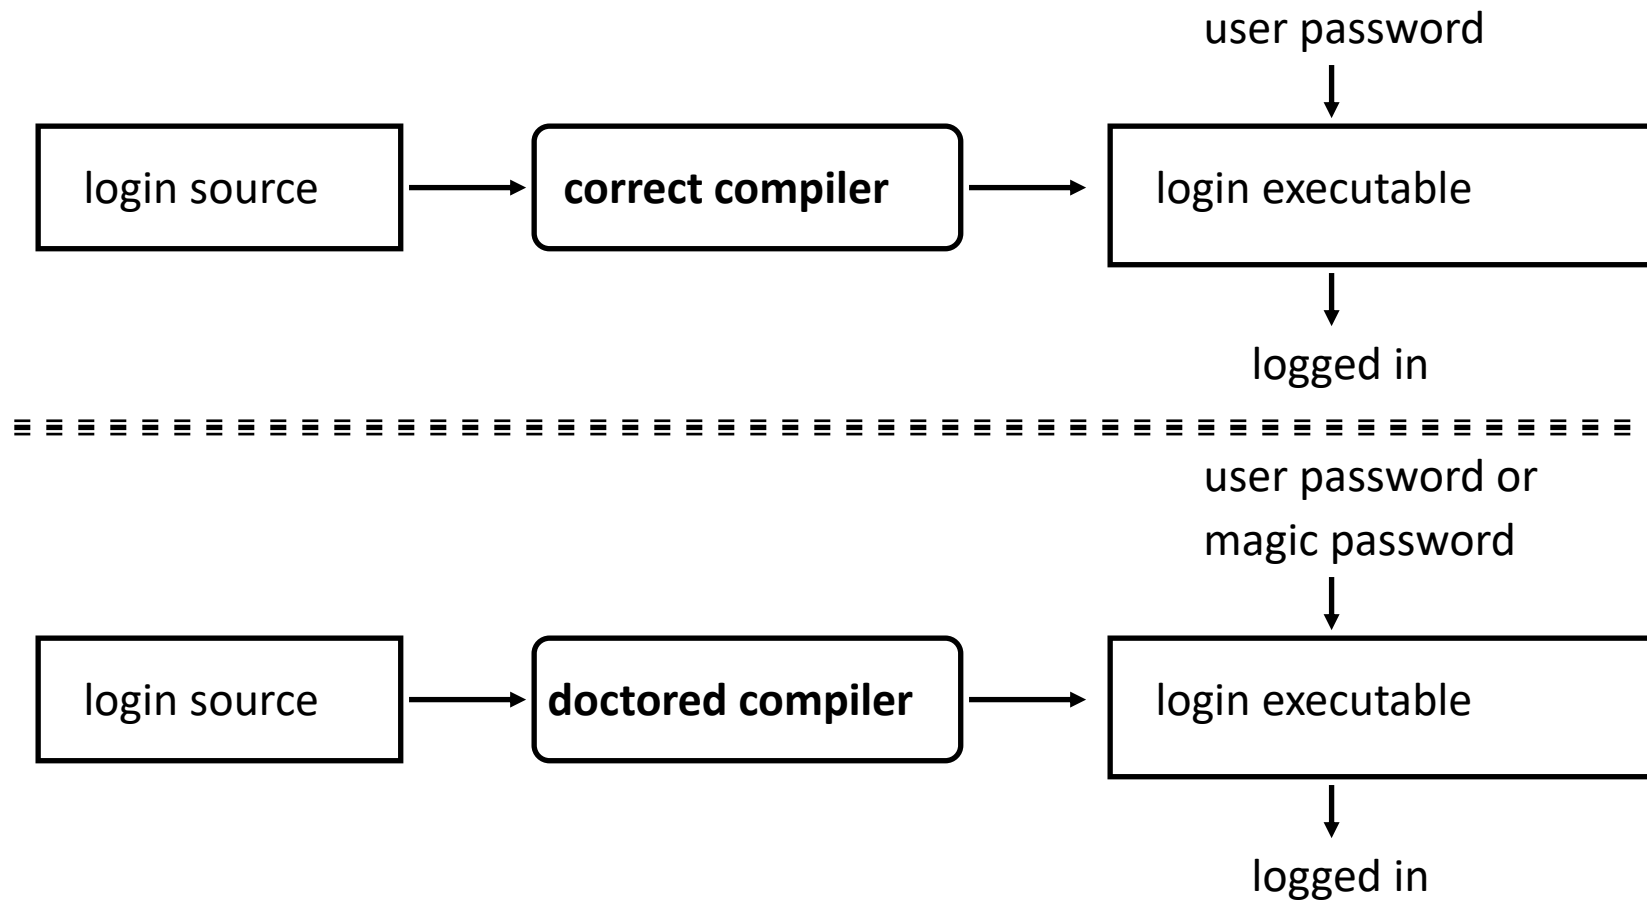 user password
login source
correct compiler
login executable
logged in
user password or
magic password
login source
doctored compiler
login executable
logged in